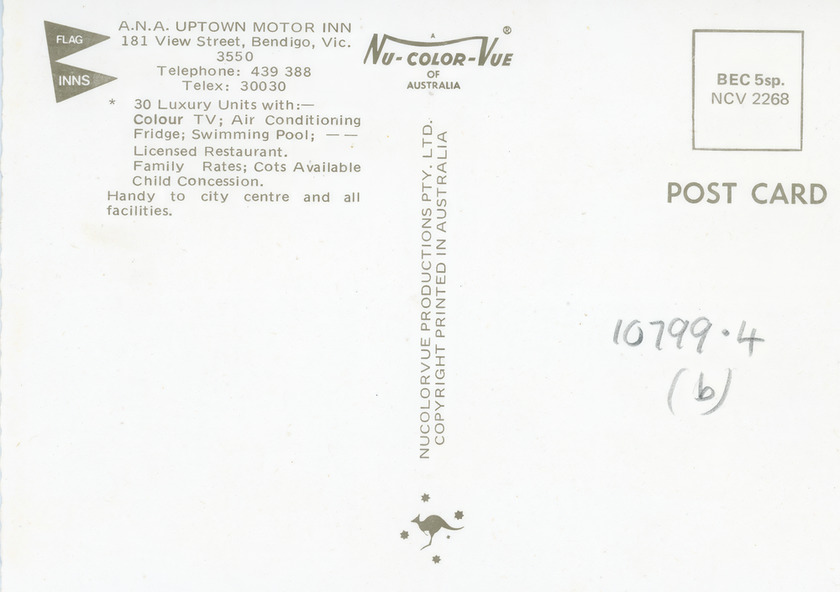 FLAG
INNS
A.N.A. UPTOWN MOTOR INN
181 View Street, Bendigo, Vic.
3550
Telephone: 439 388
Telex: 30030
* 30 Luxury Units with:—
Colour TV; Air Conditioning
Fridge; Swimming Pool; — —
Licensed Restaurant.
Family Rates; Cots Available
Child Concession.
Handy to city centre and all
facilities.
A
NU-COLOR-VUE®
OF
AUSTRALIA
NUCOLORVUE PRODUCTIONS PTY. LTD.
COPYRIGHT PRINTED IN AUSTRALIA
BEC 5sp.
NCV 2268
POST CARD
10799·4
(b)